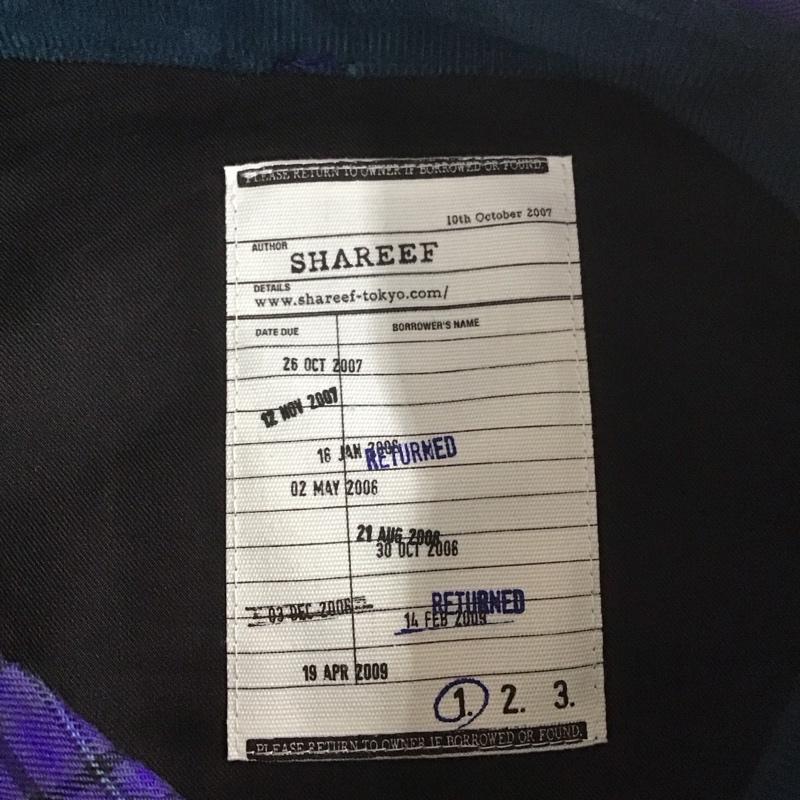 PLEASE RETURN TO OWNER IF BORROWED OR FOUND.
10th October 2007
AUTHOR SHAREEF
DETAILS
www.shareef-tokyo.com/
DATE DUE BORROWER'S NAME
26 OCT 2007
12 NOV 2007
16 JAN 2006 RETURNED
02 MAY 2006
21 AUG 2006
30 OCT 2006
03 DEC 2006 RETURNED
14 FEB 2009
19 APR 2009
1. 2. 3.
PLEASE RETURN TO OWNER IF BORROWED OR FOUND.